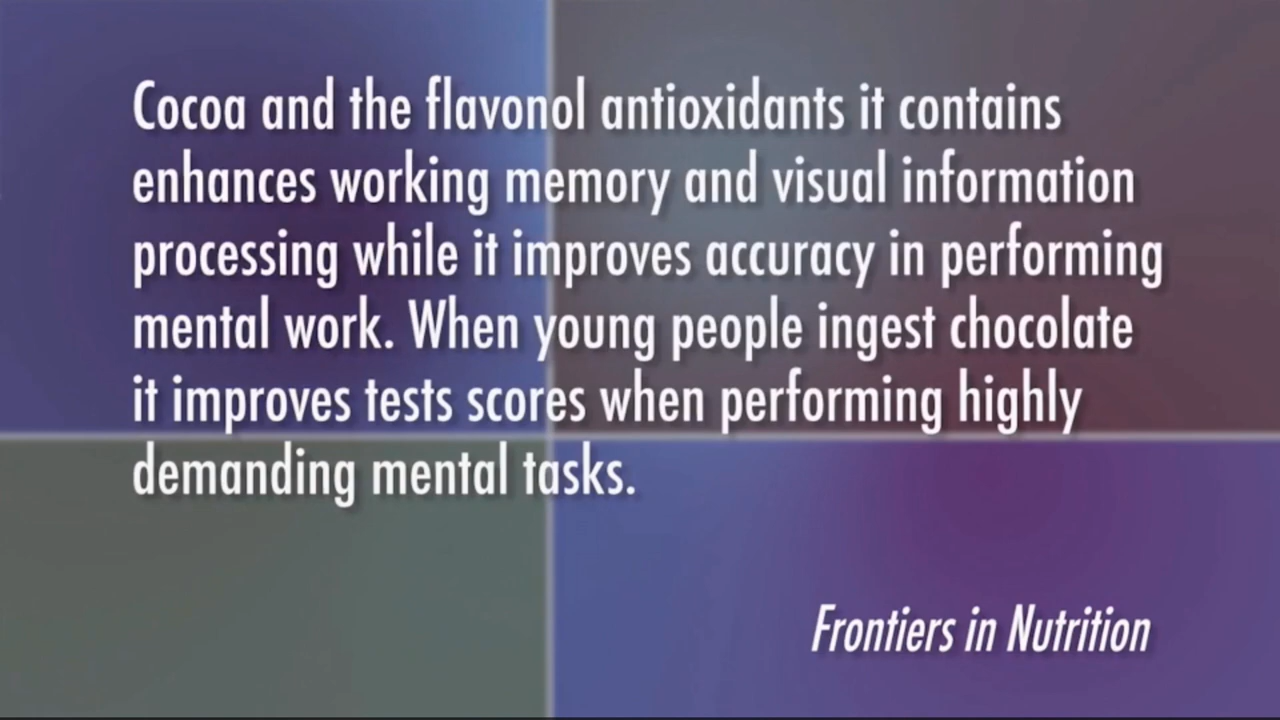 Cocoa and the flavonol antioxidants it contains
enhances working memory and visual information
processing while it improves accuracy in performing
mental work. When young people ingest chocolate
it improves tests scores when performing highly
demanding mental tasks.
Frontiers in Nutrition